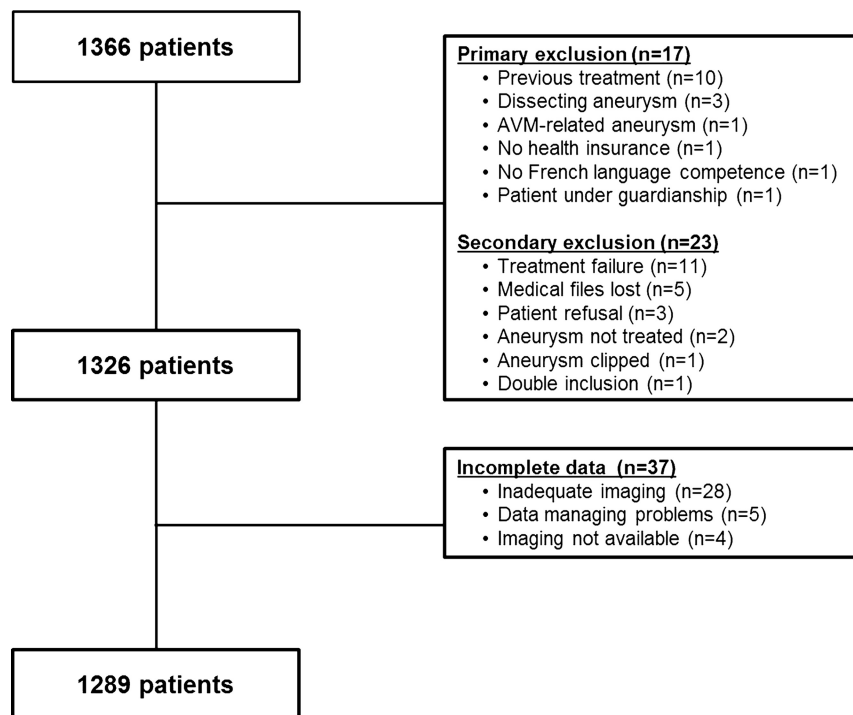 1366 patients
Primary exclusion (n=17)
• Previous treatment (n=10)
• Dissecting aneurysm (n=3)
• AVM-related aneurysm (n=1)
• No health insurance (n=1)
• No French language competence (n=1)
• Patient under guardianship (n=1)
Secondary exclusion (n=23)
• Treatment failure (n=11)
• Medical files lost (n=5)
• Patient refusal (n=3)
• Aneurysm not treated (n=2)
• Aneurysm clipped (n=1)
• Double inclusion (n=1)
1326 patients
Incomplete data (n=37)
• Inadequate imaging (n=28)
• Data managing problems (n=5)
• Imaging not available (n=4)
1289 patients